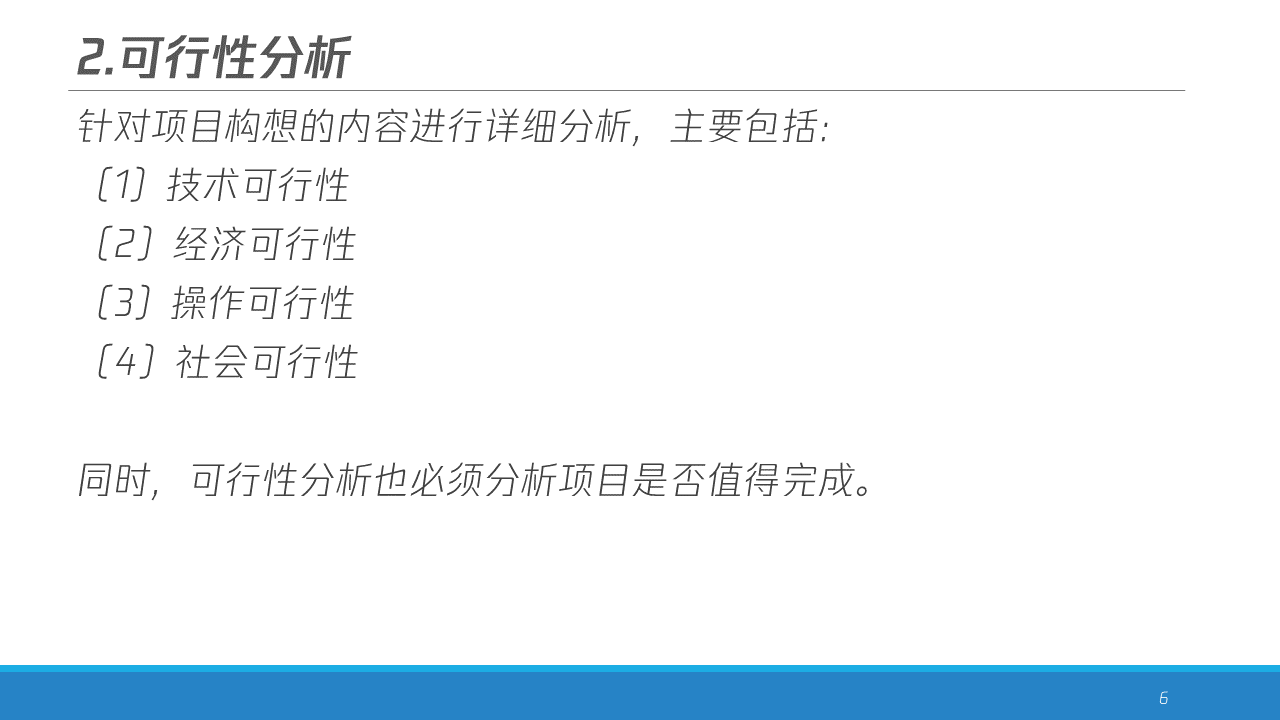 2.可行性分析
针对项目构想的内容进行详细分析，主要包括：
（1）技术可行性
（2）经济可行性
（3）操作可行性
（4）社会可行性
同时，可行性分析也必须分析项目是否值得完成。
6